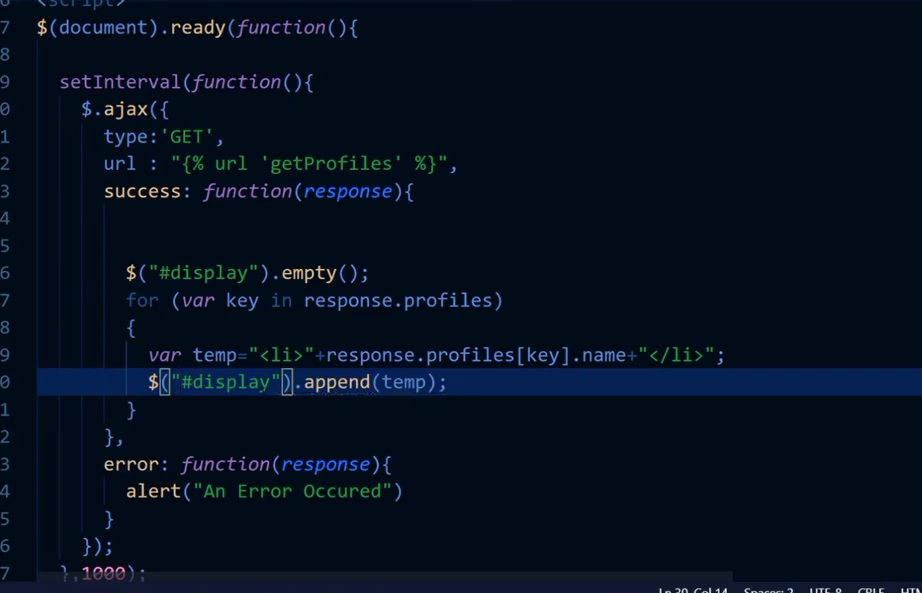 <script>
7 $(document).ready(function(){
8
9 setInterval(function(){
0 $.ajax({
1 type:'GET',
2 url : "{% url 'getProfiles' %}",
3 success: function(response){
4
5
6 $("#display").empty();
7 for (var key in response.profiles)
8 {
9 var temp="<li>"+response.profiles[key].name+"</li>";
0 $("#display").append(temp);
1 }
2 },
3 error: function(response){
4 alert("An Error Occured")
5 }
6 });
7 },1000);
Ln 30, Col 14 Spaces: 2 UTF-8 CRLF